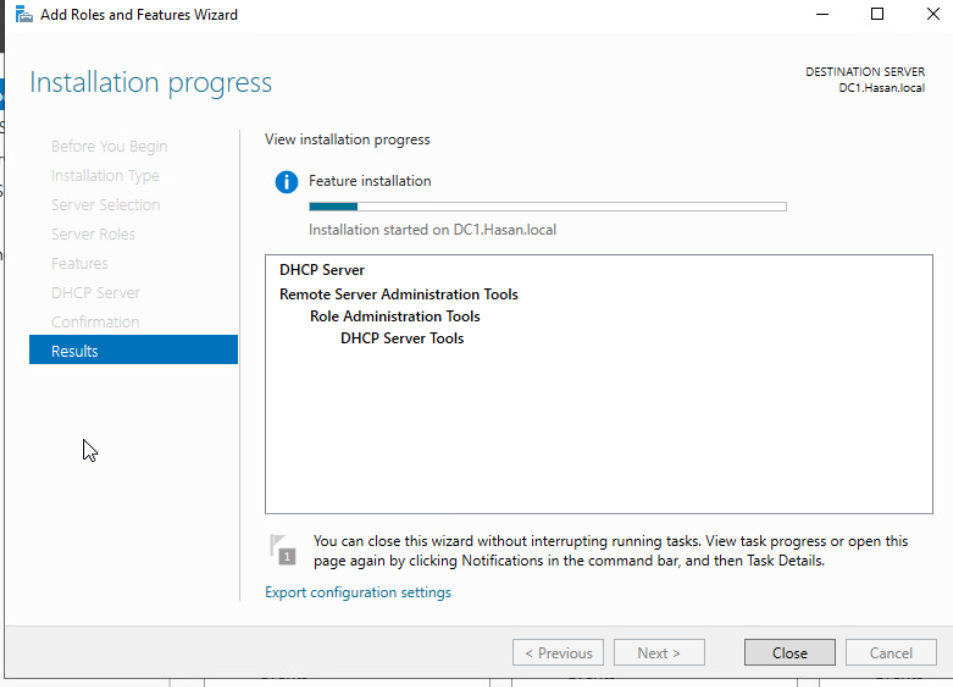 Add Roles and Features Wizard
Installation progress
DESTINATION SERVER
DC1.Hasan.local
Before You Begin
Installation Type
Server Selection
Server Roles
Features
DHCP Server
Confirmation
Results
View installation progress
Feature installation
Installation started on DC1.Hasan.local
DHCP Server
Remote Server Administration Tools
Role Administration Tools
DHCP Server Tools
1
You can close this wizard without interrupting running tasks. View task progress or open this
page again by clicking Notifications in the command bar, and then Task Details.
Export configuration settings
< Previous
Next >
Close
Cancel